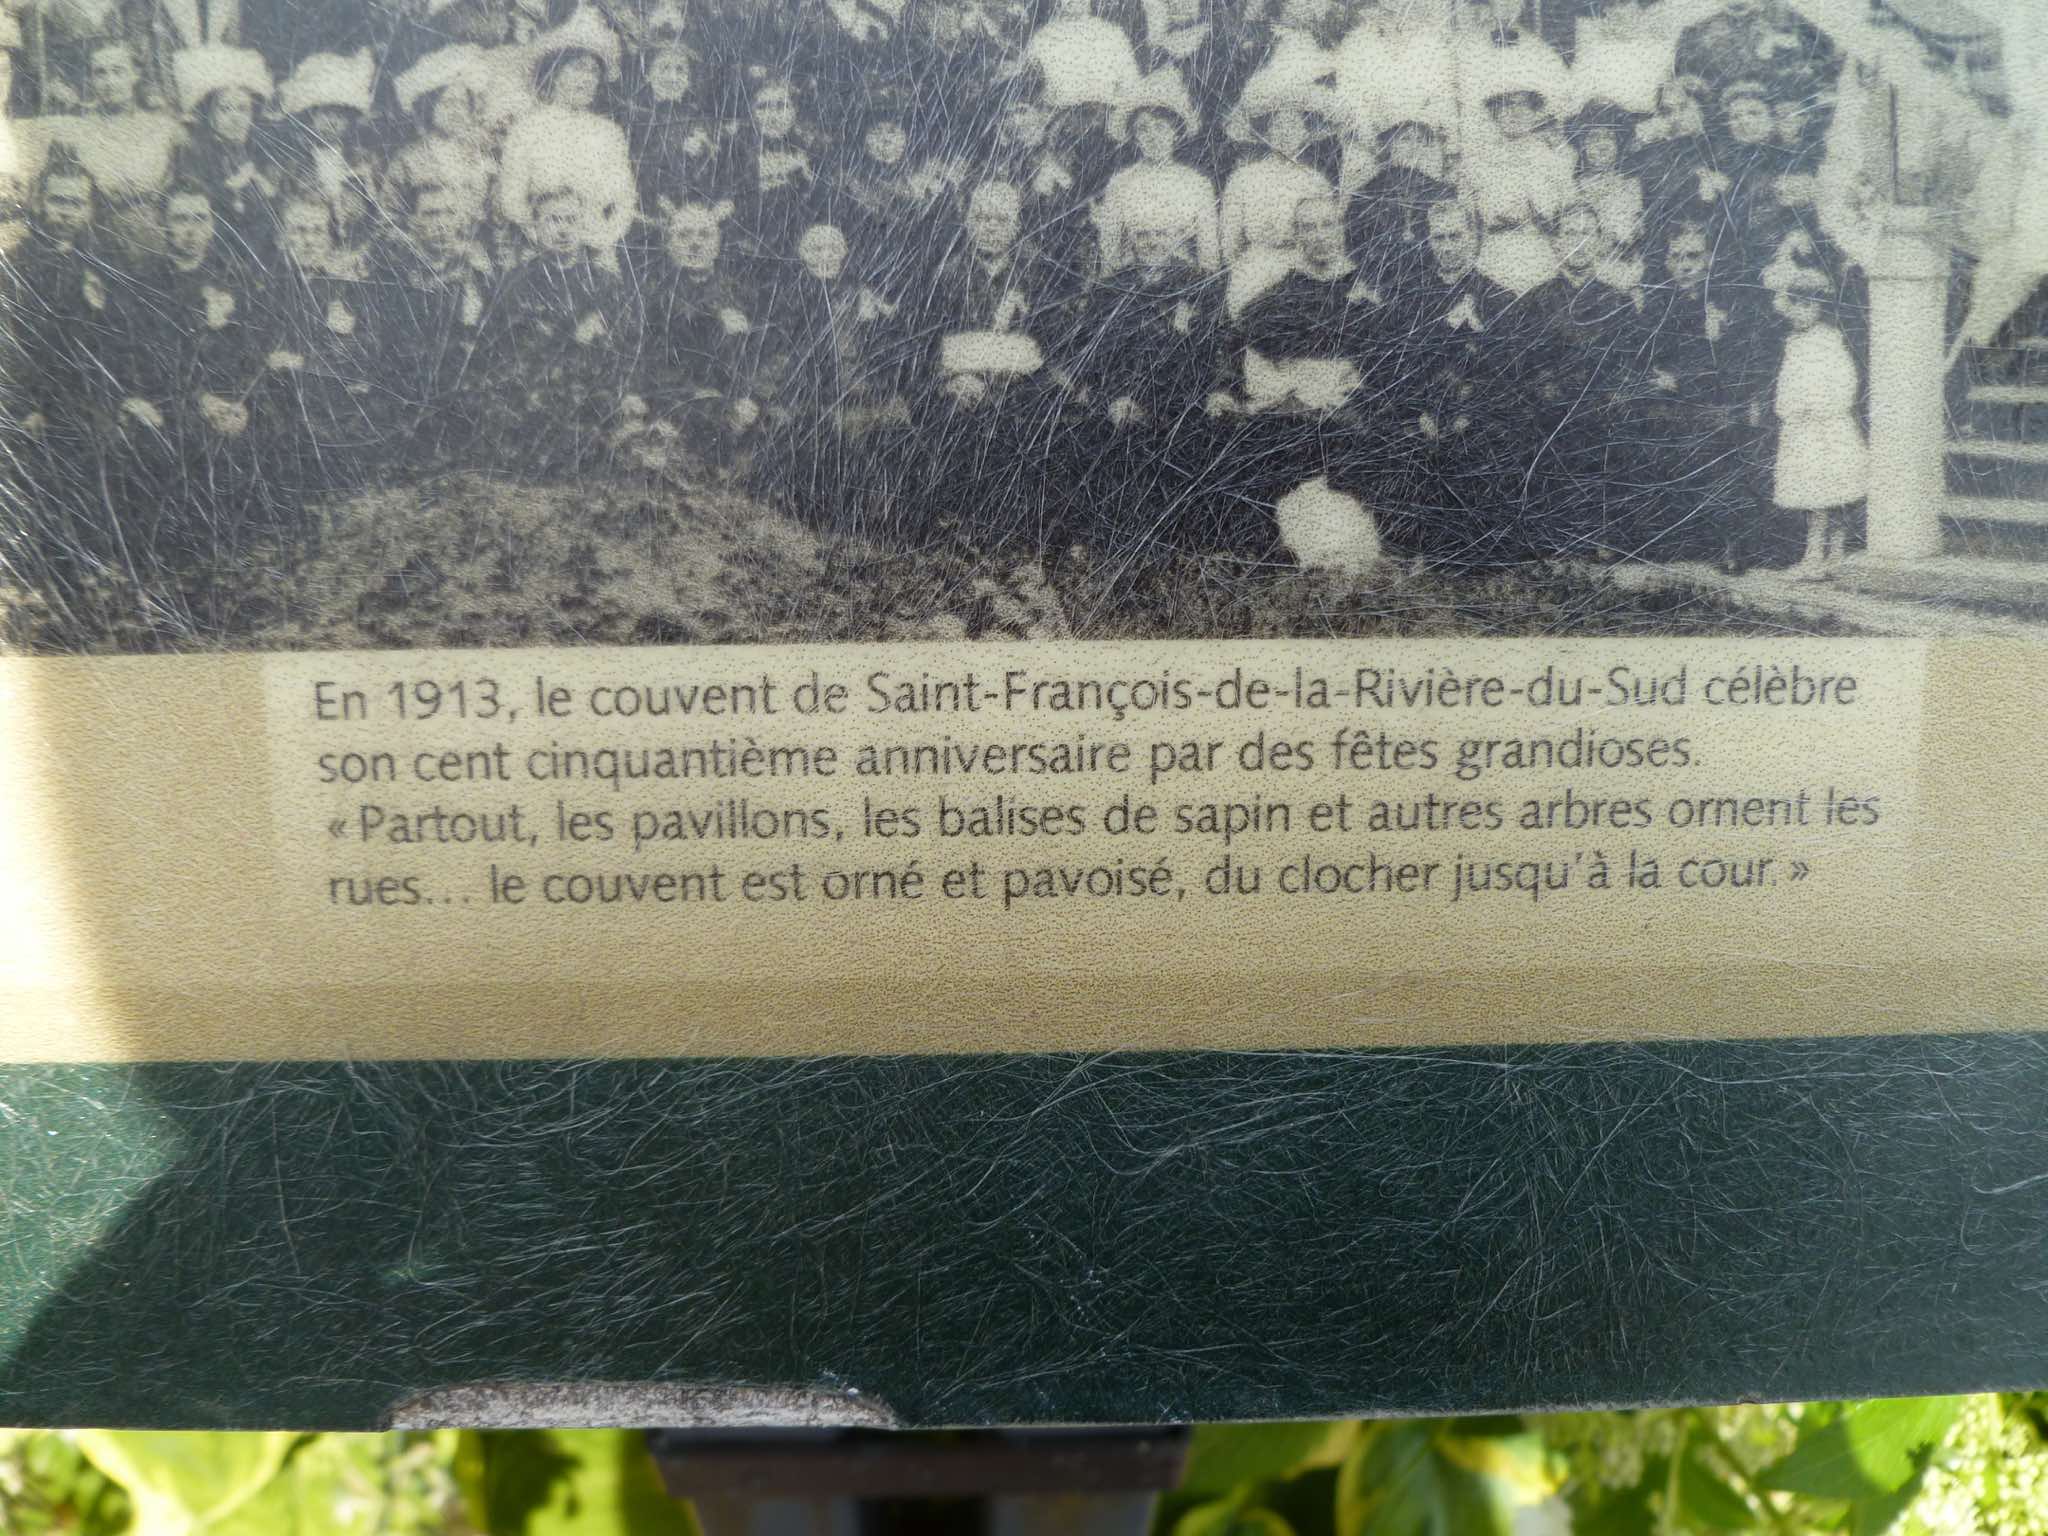 En 1913, le couvent de Saint-François-de-la-Rivière-du-Sud célèbre
son cent cinquantième anniversaire par des fêtes grandioses.
«Partout, les pavillons, les balises de sapin et autres arbres ornent les
rues... le couvent est orné et pavoisé, du clocher jusqu'à la cour.»